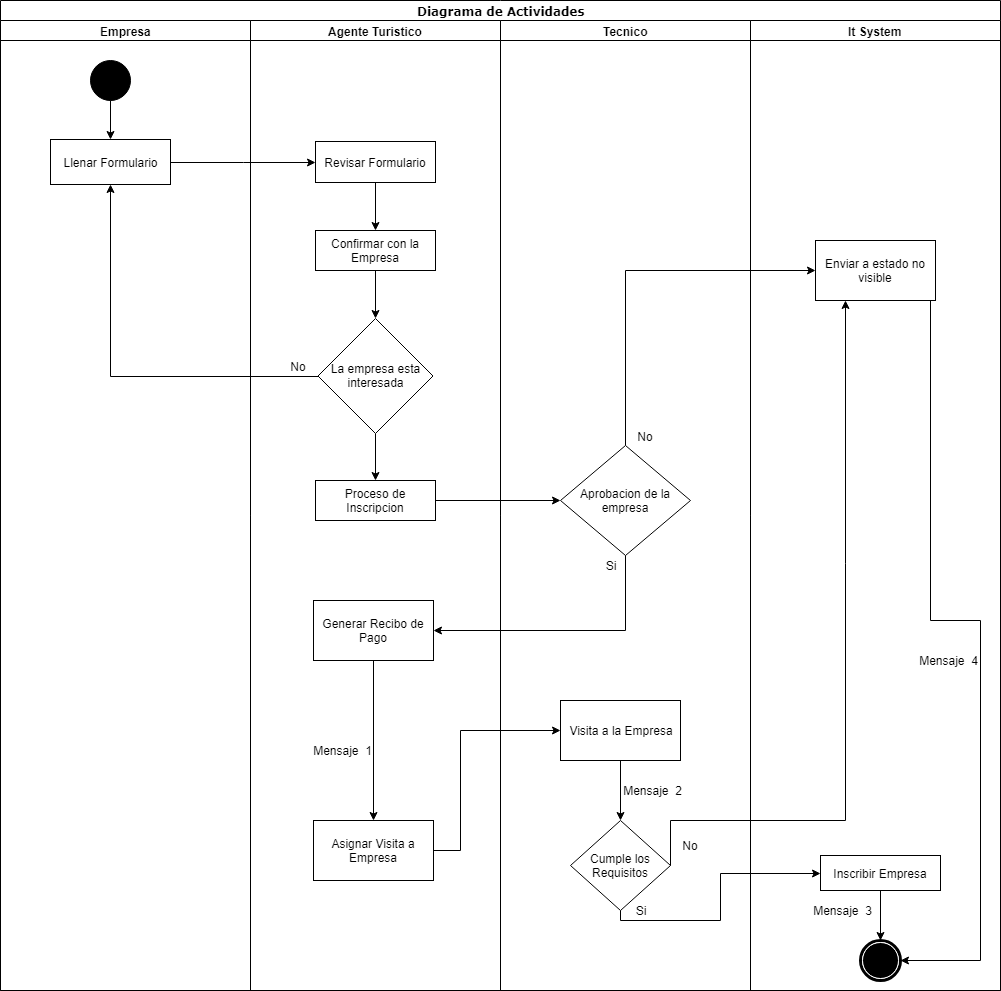 Diagrama de Actividades
Empresa
Agente Turistico
Tecnico
It System
Llenar Formulario
Revisar Formulario
Confirmar con la
Empresa
Enviar a estado no
visible
No
La empresa esta
interesada
No
Proceso de
Inscripcion
Aprobacion de la
empresa
Si
Generar Recibo de
Pago
Mensaje 4
Mensaje 1
Visita a la Empresa
Mensaje 2
Asignar Visita a
Empresa
Cumple los
Requisitos
No
Inscribir Empresa
Si
Mensaje 3